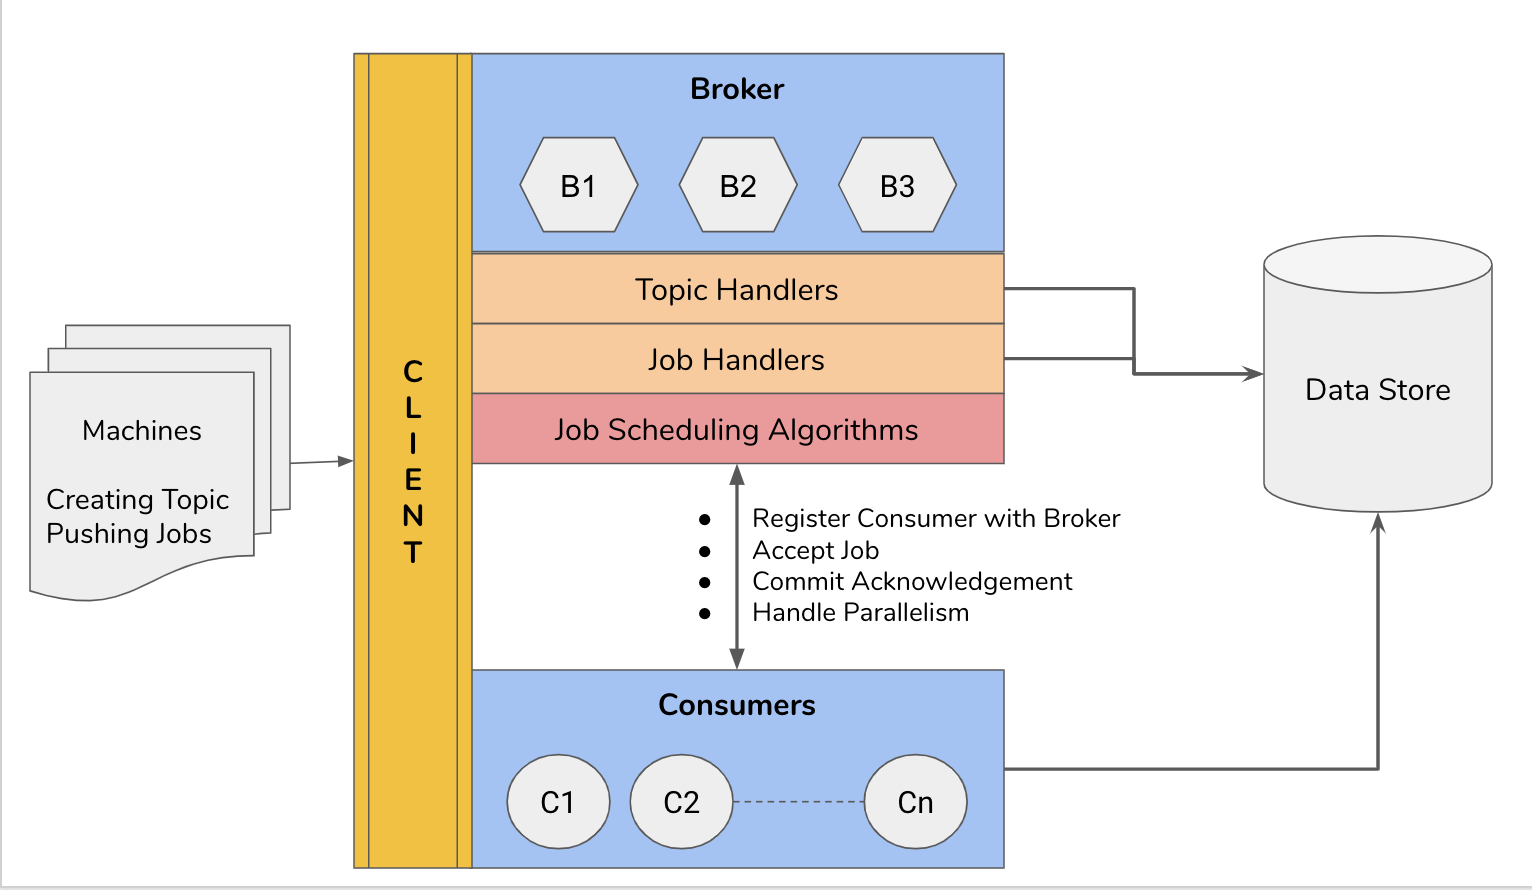 Broker
B1
B2
B3
Topic Handlers
Job Handlers
Job Scheduling Algorithms
Machines
Creating Topic
Pushing Jobs
C
L
I
E
N
T
Data Store
● Register Consumer with Broker
● Accept Job
● Commit Acknowledgement
● Handle Parallelism
Consumers
C1
C2
Cn